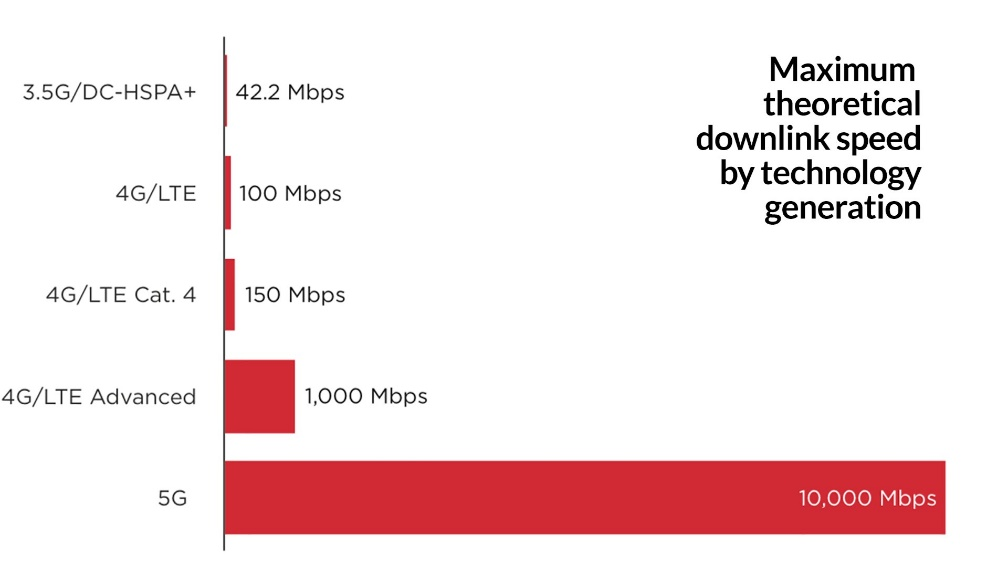 Maximum
theoretical
downlink speed
by technology
generation
3.5G/DC-HSPA+ 42.2 Mbps
4G/LTE 100 Mbps
4G/LTE Cat. 4 150 Mbps
4G/LTE Advanced 1,000 Mbps
5G 10,000 Mbps